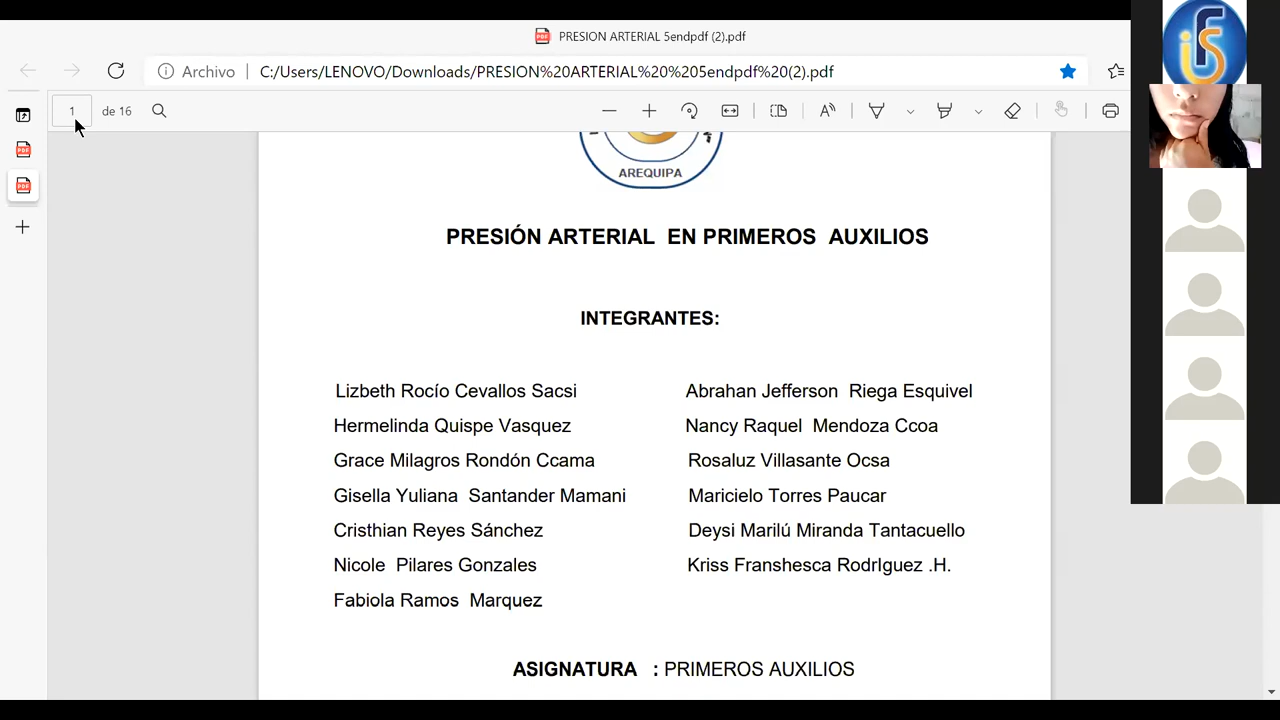 PRESION ARTERIAL 5endpdf (2).pdf
Archivo C:/Users/LENOVO/Downloads/PRESION%20ARTERIAL%20%205endpdf%20(2).pdf
1 de 16
AREQUIPA
PRESIÓN ARTERIAL EN PRIMEROS AUXILIOS
INTEGRANTES:
Lizbeth Rocío Cevallos Sacsi Abrahan Jefferson Riega Esquivel
Hermelinda Quispe Vasquez Nancy Raquel Mendoza Ccoa
Grace Milagros Rondón Ccama Rosaluz Villasante Ocsa
Gisella Yuliana Santander Mamani Maricielo Torres Paucar
Cristhian Reyes Sánchez Deysi Marilú Miranda Tantacuello
Nicole Pilares Gonzales Kriss Franshesca RodrIguez .H.
Fabiola Ramos Marquez
ASIGNATURA : PRIMEROS AUXILIOS